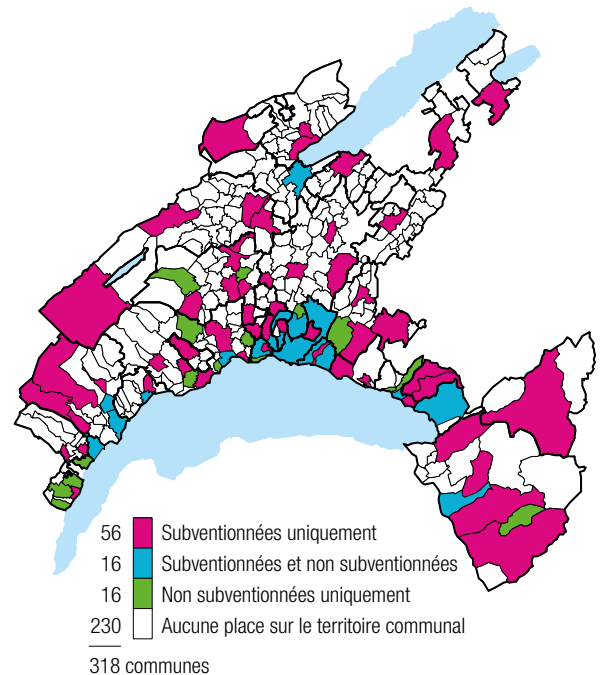 56 Subventionnées uniquement
16 Subventionnées et non subventionnées
16 Non subventionnées uniquement
230 Aucune place sur le territoire communal
318 communes